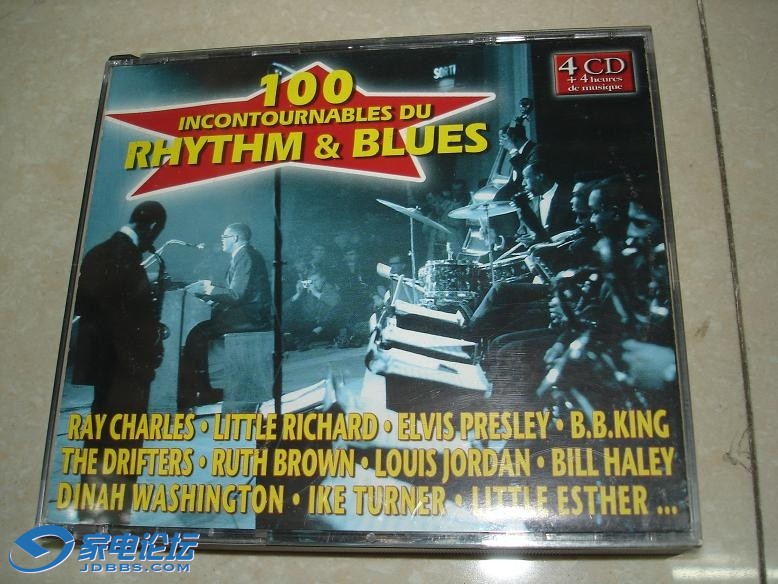 SORTI
4 CD
+ 4 heures
de musique
100
INCONTOURNABLES DU
RHYTHM & BLUES
RAY CHARLES • LITTLE RICHARD • ELVIS PRESLEY • B.B.KING
THE DRIFTERS • RUTH BROWN • LOUIS JORDAN • BILL HALEY
DINAH WASHINGTON • IKE TURNER • LITTLE ESTHER ...
家电论坛
JDBBS.COM